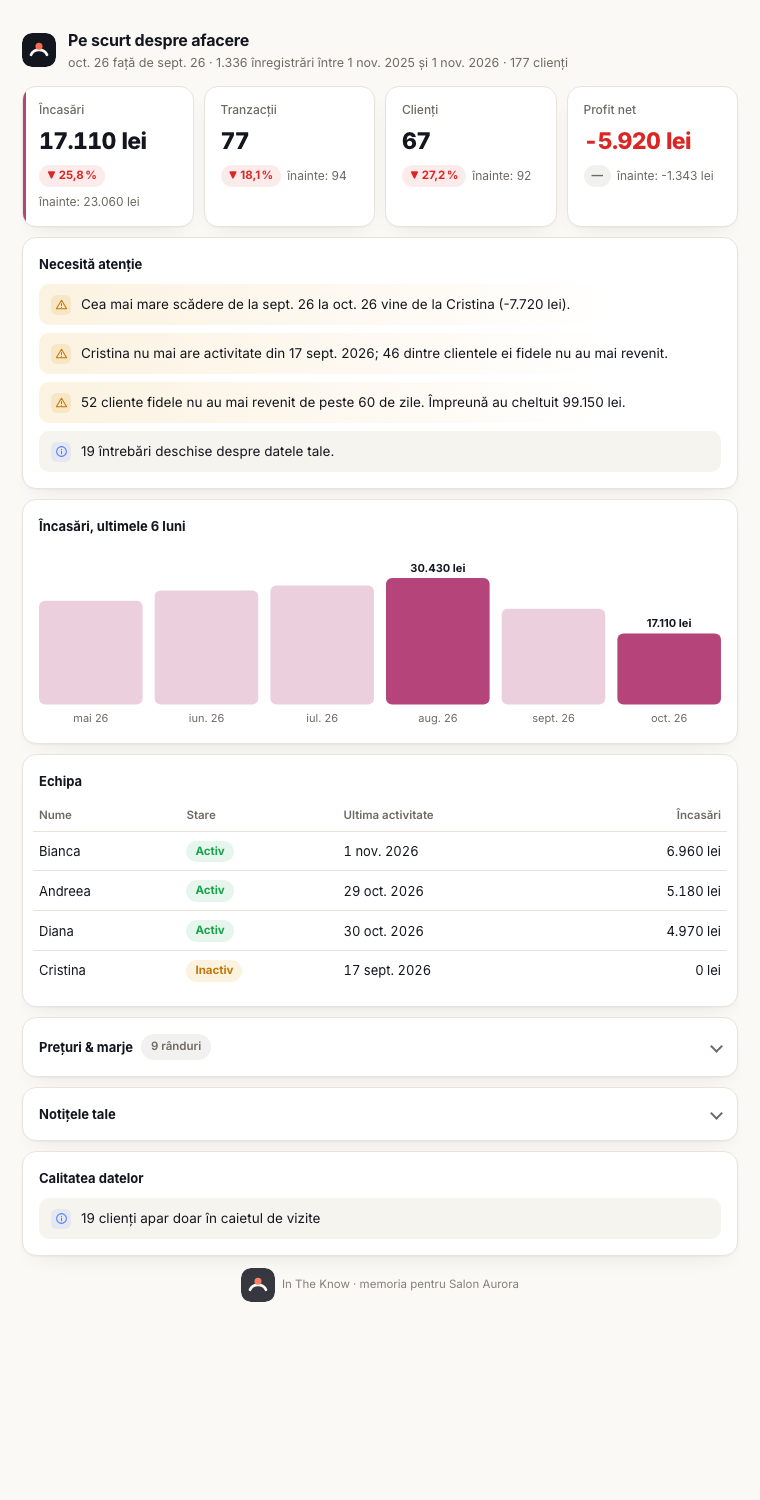 Pe scurt despre afacere
oct. 26 față de sept. 26 · 1.336 înregistrări între 1 nov. 2025 și 1 nov. 2026 · 177 clienți
Încasări
17.110 lei
▼ 25,8 %
înainte: 23.060 lei
Tranzacții
77
▼ 18,1 % înainte: 94
Clienți
67
▼ 27,2 % înainte: 92
Profit net
-5.920 lei
— înainte: -1.343 lei
Necesită atenție
Cea mai mare scădere de la sept. 26 la oct. 26 vine de la Cristina (-7.720 lei).
Cristina nu mai are activitate din 17 sept. 2026; 46 dintre clientele ei fidele nu au mai revenit.
52 cliente fidele nu au mai revenit de peste 60 de zile. Împreună au cheltuit 99.150 lei.
19 întrebări deschise despre datele tale.
Încasări, ultimele 6 luni
30.430 lei
17.110 lei
mai 26 iun. 26 iul. 26 aug. 26 sept. 26 oct. 26
Echipa
Nume Stare Ultima activitate Încasări
Bianca Activ 1 nov. 2026 6.960 lei
Andreea Activ 29 oct. 2026 5.180 lei
Diana Activ 30 oct. 2026 4.970 lei
Cristina Inactiv 17 sept. 2026 0 lei
Prețuri & marje 9 rânduri
Notițele tale
Calitatea datelor
19 clienți apar doar în caietul de vizite
In The Know · memoria pentru Salon Aurora